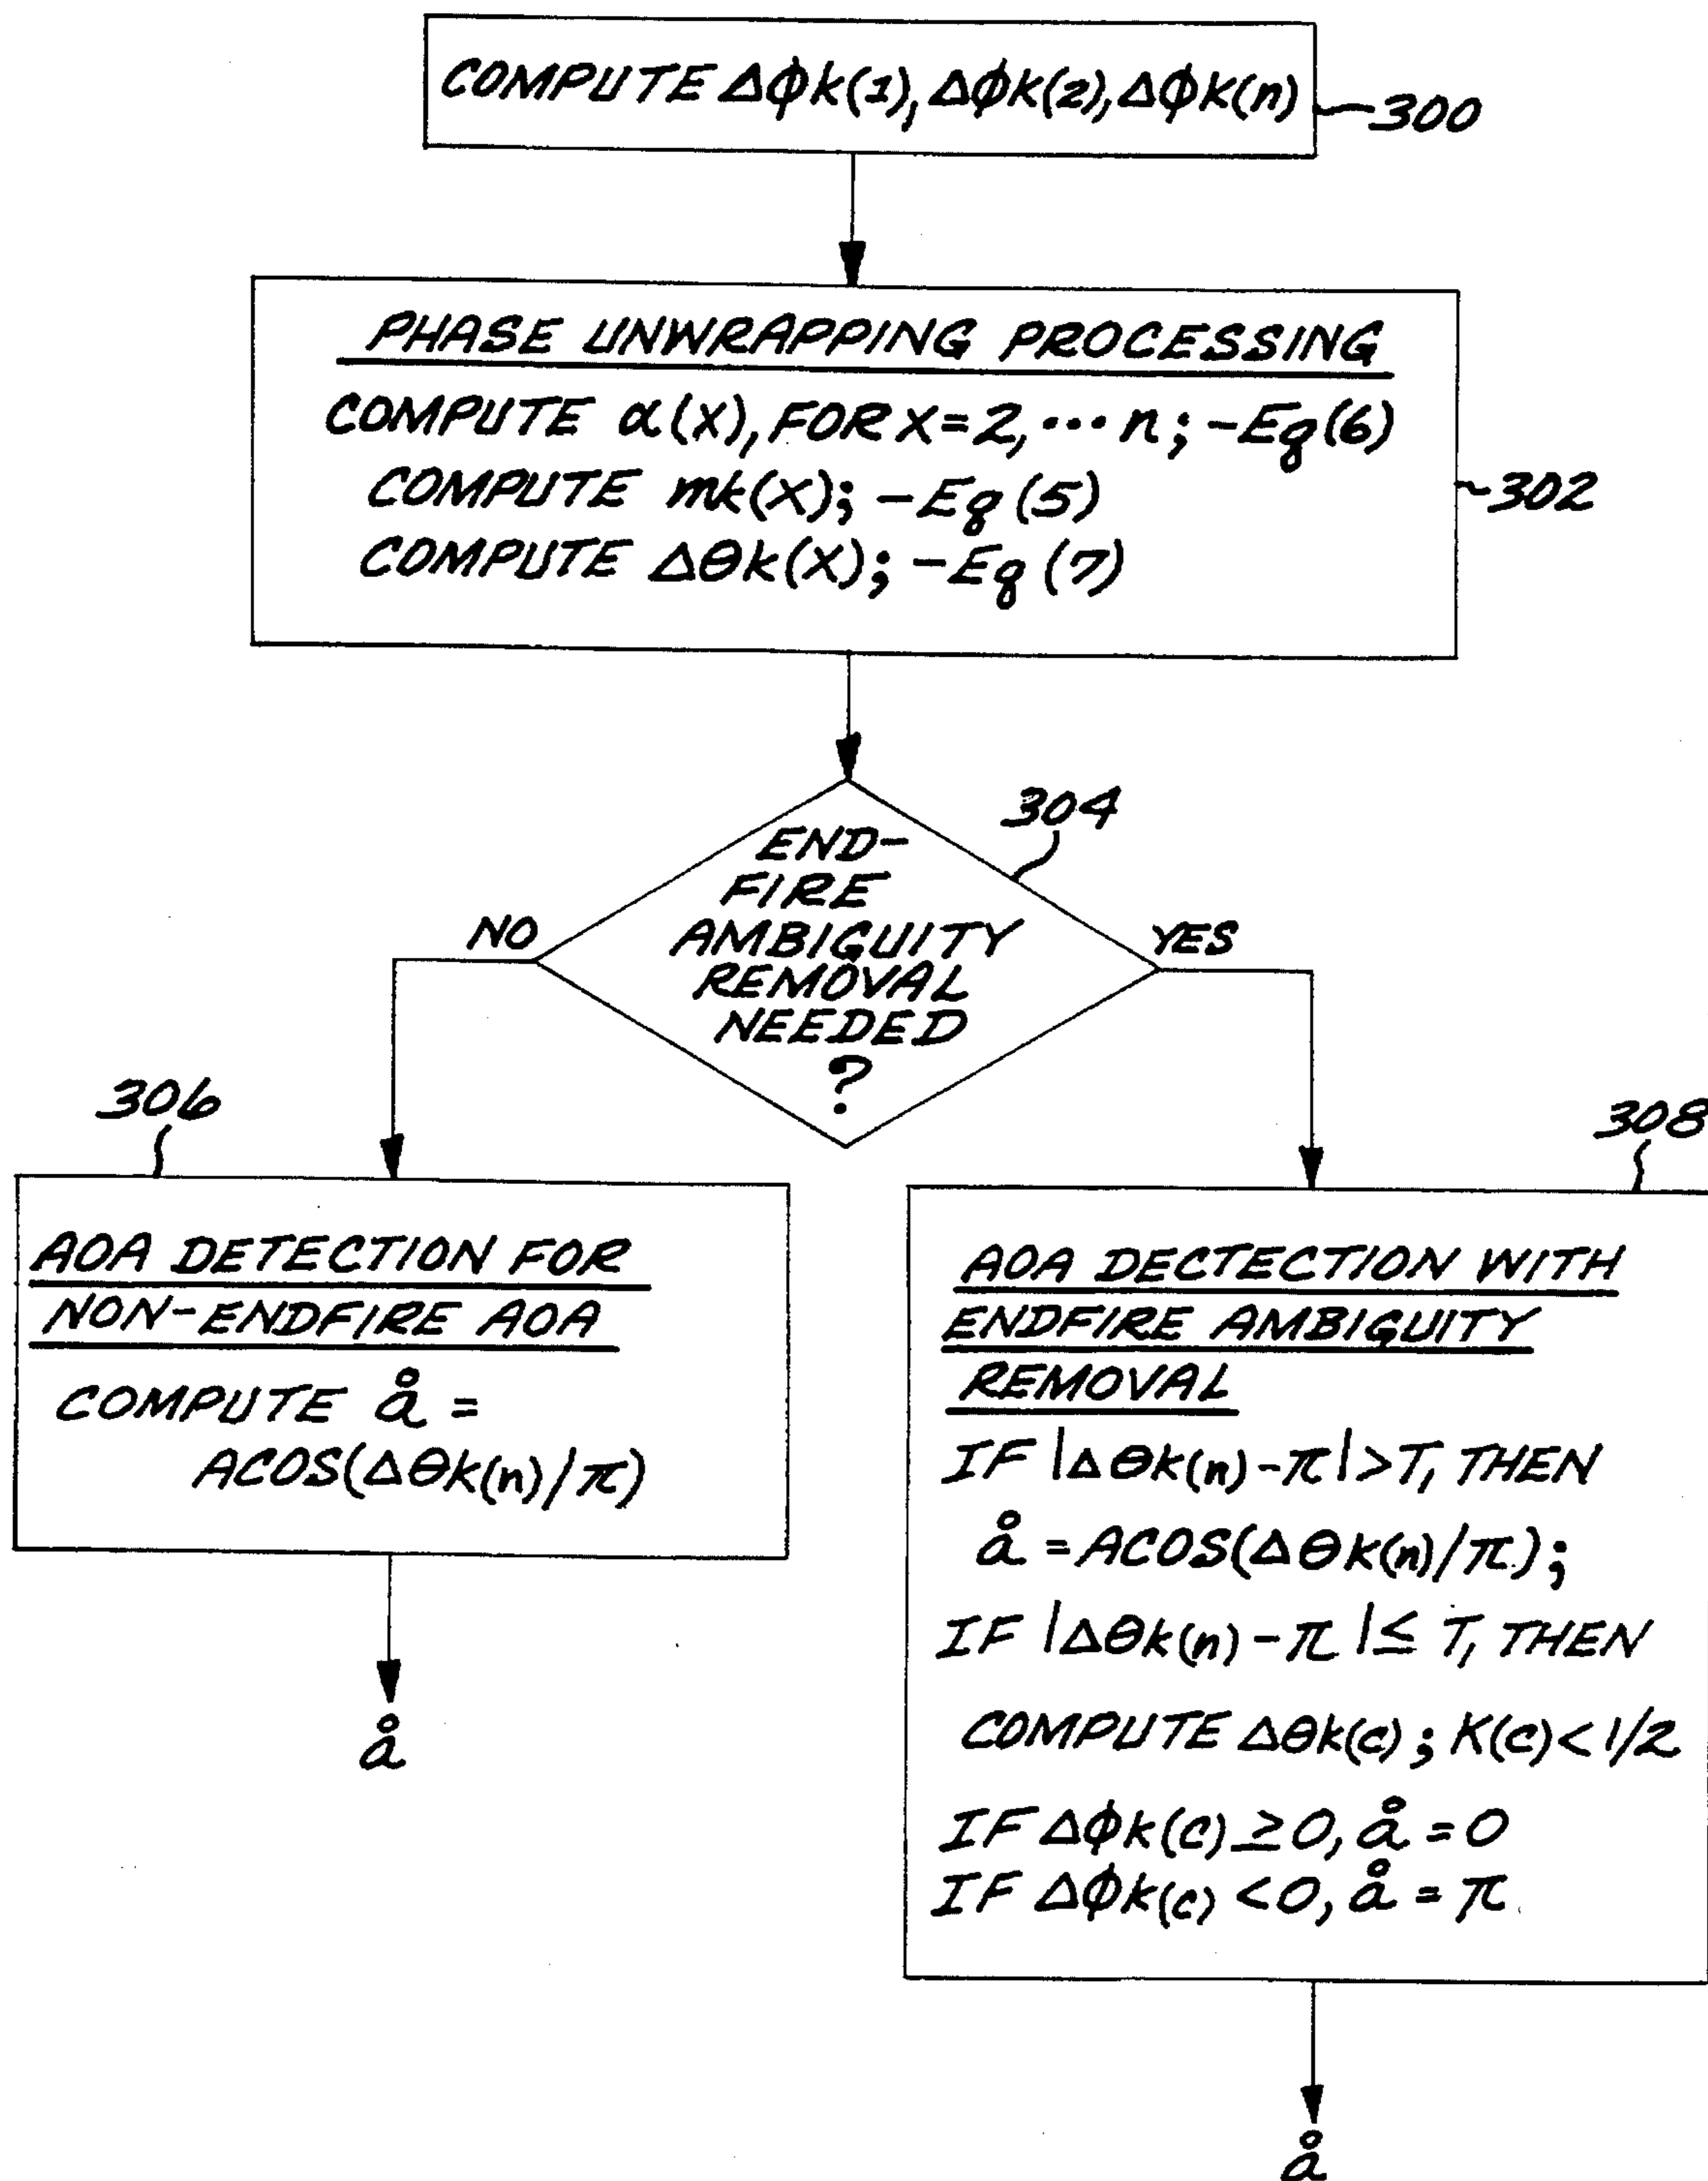 COMPUTE Δϕk(1), Δϕk(2), Δϕk(n)
300
PHASE UNWRAPPING PROCESSING
COMPUTE α(X), FOR X=2, ··· n; -Eq(6)
COMPUTE mk(X); -Eq (5)
COMPUTE Δθk(X); -Eq (7)
302
304
END-
FIRE
AMBIGUITY
REMOVAL
NEEDED
?
NO
YES
306
AOA DETECTION FOR
NON-ENDFIRE AOA
COMPUTE å =
ACOS(Δθk(n)/π)
å
308
AOA DECTECTION WITH
ENDFIRE AMBIGUITY
REMOVAL
IF |Δθk(n)-π|>T, THEN
å =ACOS(Δθk(n)/π);
IF |Δθk(n)-π|≤ T, THEN
COMPUTE Δθk(c); K(c)< 1/2
IF Δϕk(c) ≥0, å =0
IF Δϕk(c) <0, å = π
å